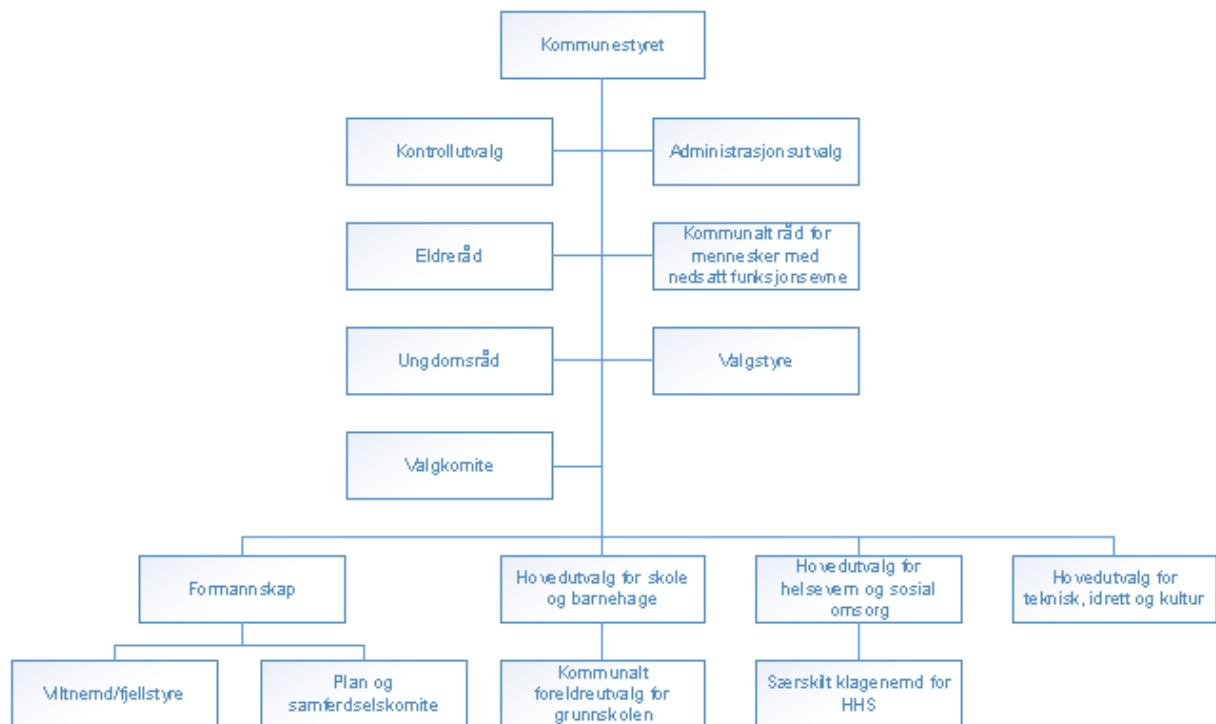 Kommunestyret
Kontrollutvalg
Administrasjonsutvalg
Eldreråd
Kommunalt råd for
mennesker med
nedsatt funksjonsevne
Ungdomsråd
Valgstyre
Valgkomite
Formannskap
Hovedutvalg for skole
og barnehage
Hovedutvalg for
helsevern og sosial
omsorg
Hovedutvalg for
teknisk, idrett og kultur
Viltnemd/fjellstyre
Plan og
samferdselskomite
Kommunalt
foreldreutvalg for
grunnskolen
Særskilt klagenemd for
HHS